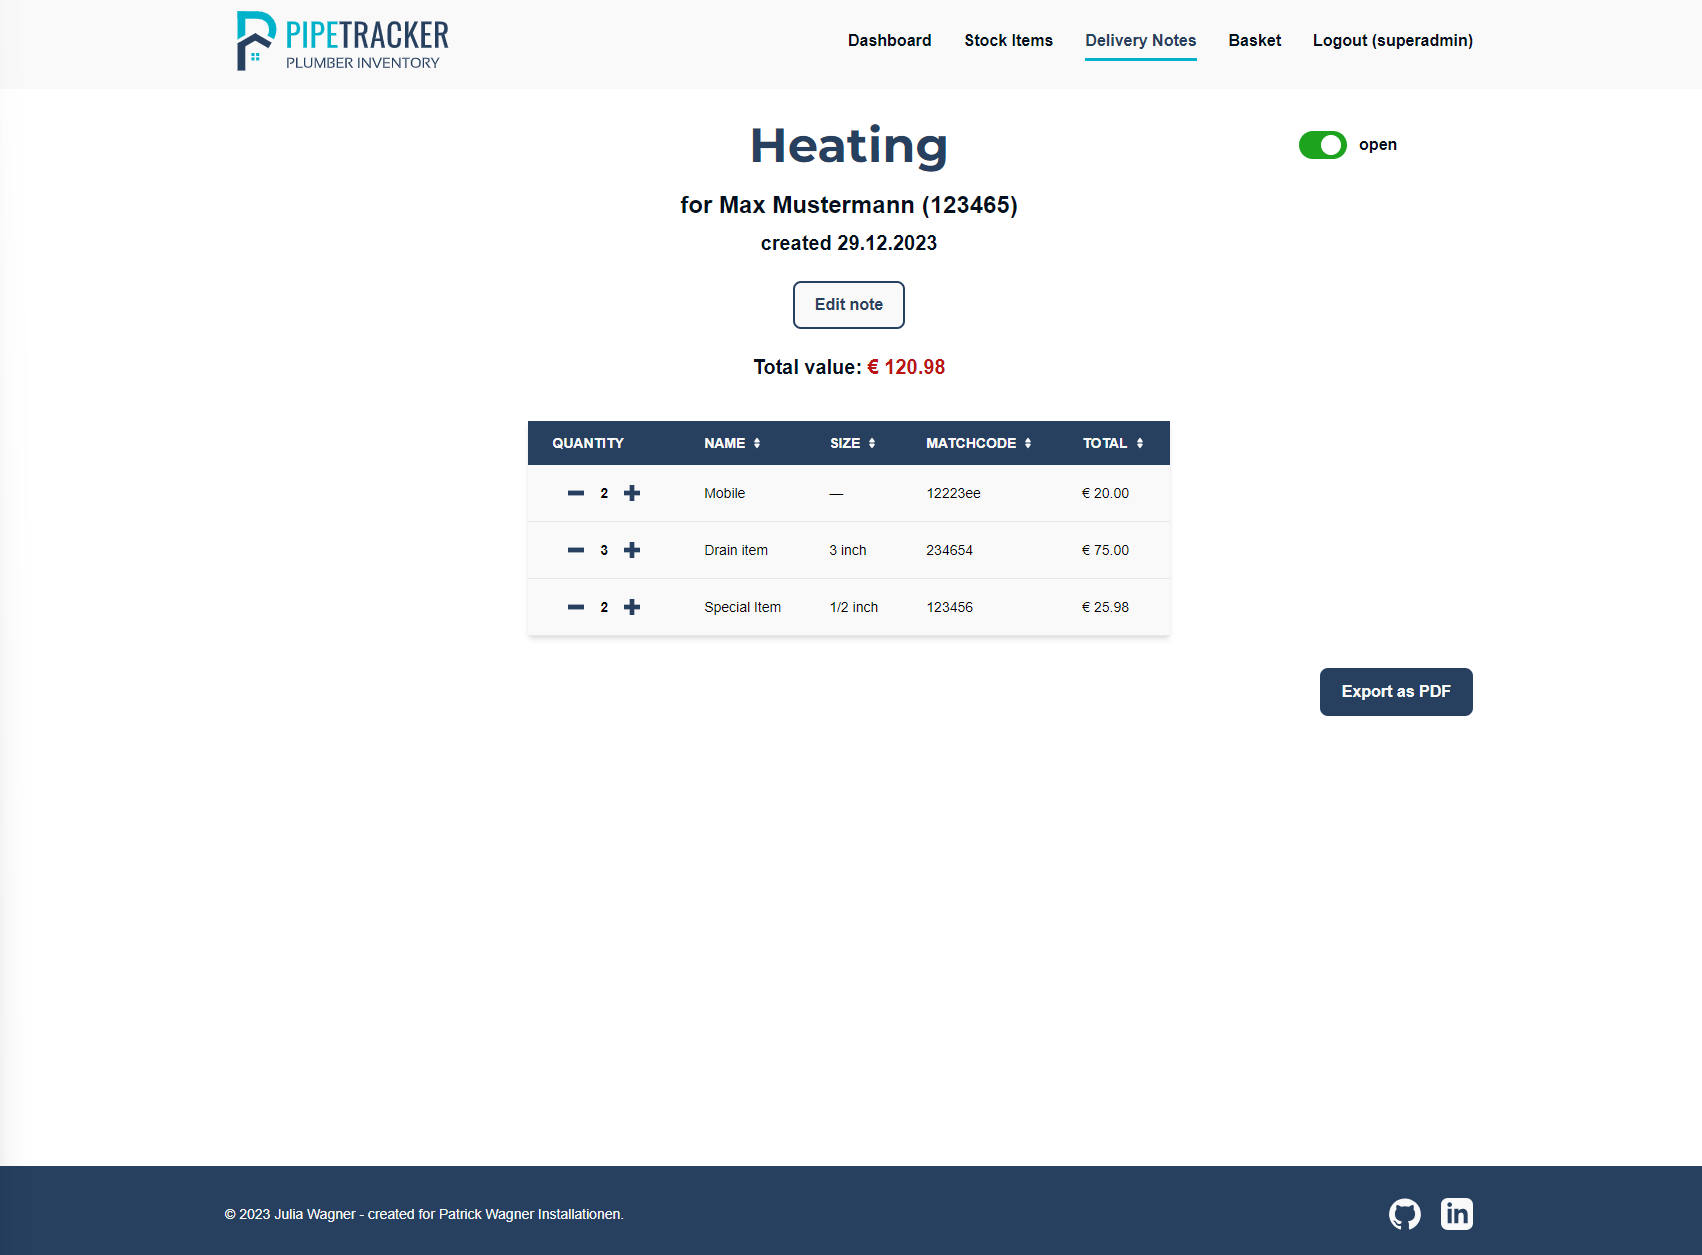 PIPETRACKER
PLUMBER INVENTORY
Dashboard Stock Items Delivery Notes Basket Logout (superadmin)
Heating
open
for Max Mustermann (123465)
created 29.12.2023
Edit note
Total value: € 120.98
QUANTITY NAME SIZE MATCHCODE TOTAL
2 Mobile — 12223ee € 20.00
3 Drain item 3 inch 234654 € 75.00
2 Special Item 1/2 inch 123456 € 25.98
Export as PDF
© 2023 Julia Wagner - created for Patrick Wagner Installationen.
in